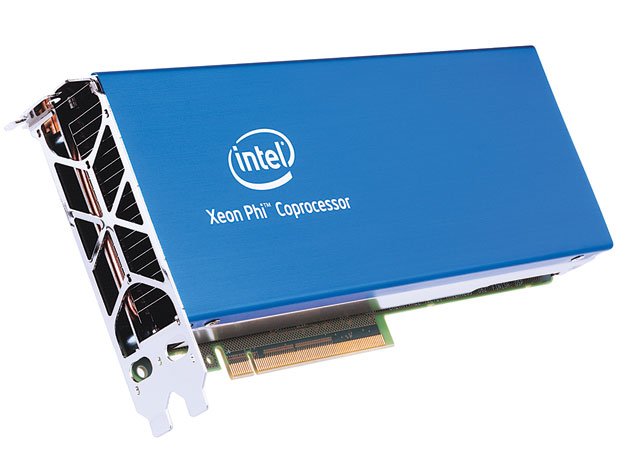 intel
Xeon Phi™ Coprocessor